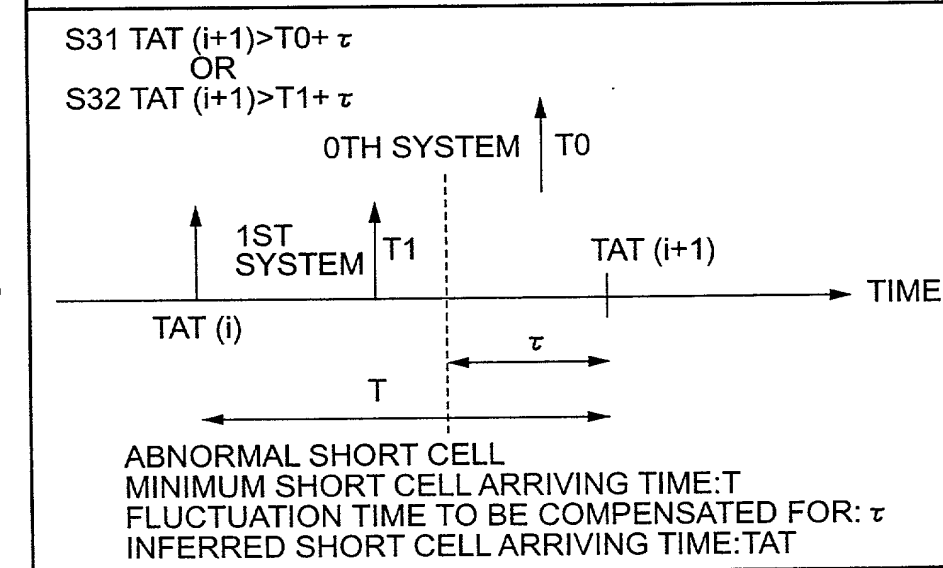 S31 TAT (i+1)>T0+ τ
OR
S32 TAT (i+1)>T1+ τ
0TH SYSTEM T0
1ST
SYSTEM T1
TAT (i+1)
TIME
TAT (i)
τ
T
ABNORMAL SHORT CELL
MINIMUM SHORT CELL ARRIVING TIME:T
FLUCTUATION TIME TO BE COMPENSATED FOR: τ
INFERRED SHORT CELL ARRIVING TIME:TAT